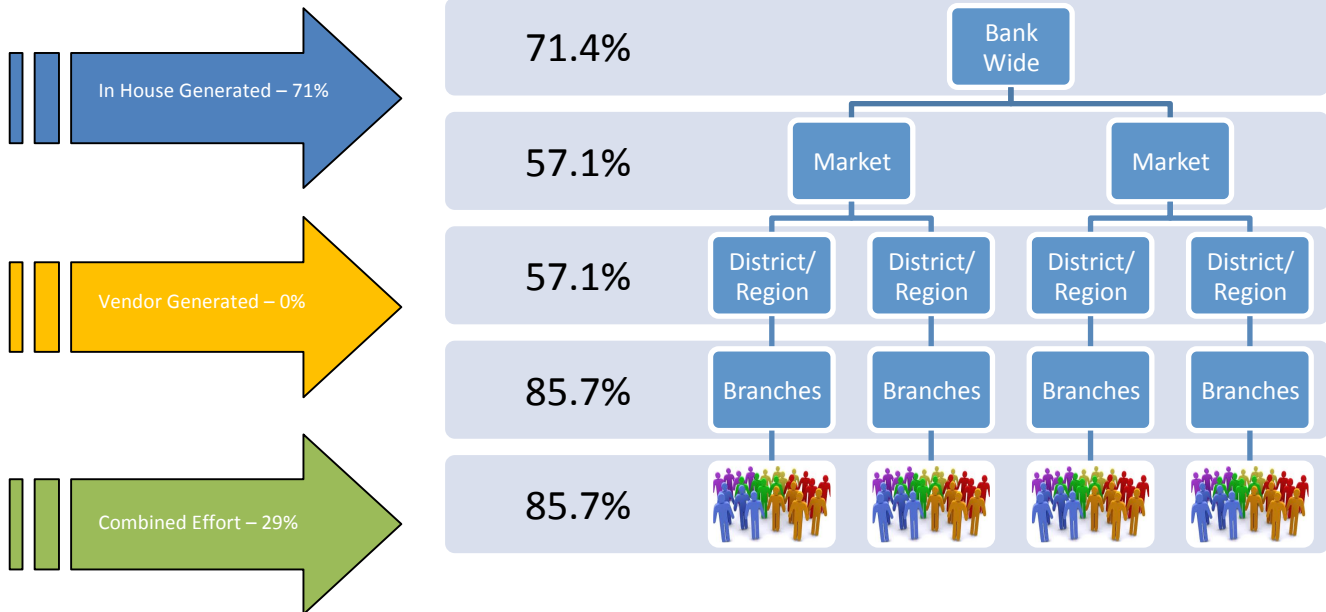 In House Generated – 71%
Vendor Generated – 0%
Combined Effort – 29%
71.4%
Bank
Wide
57.1%
Market
Market
57.1%
District/
Region
District/
Region
District/
Region
District/
Region
85.7%
Branches
Branches
Branches
Branches
85.7%